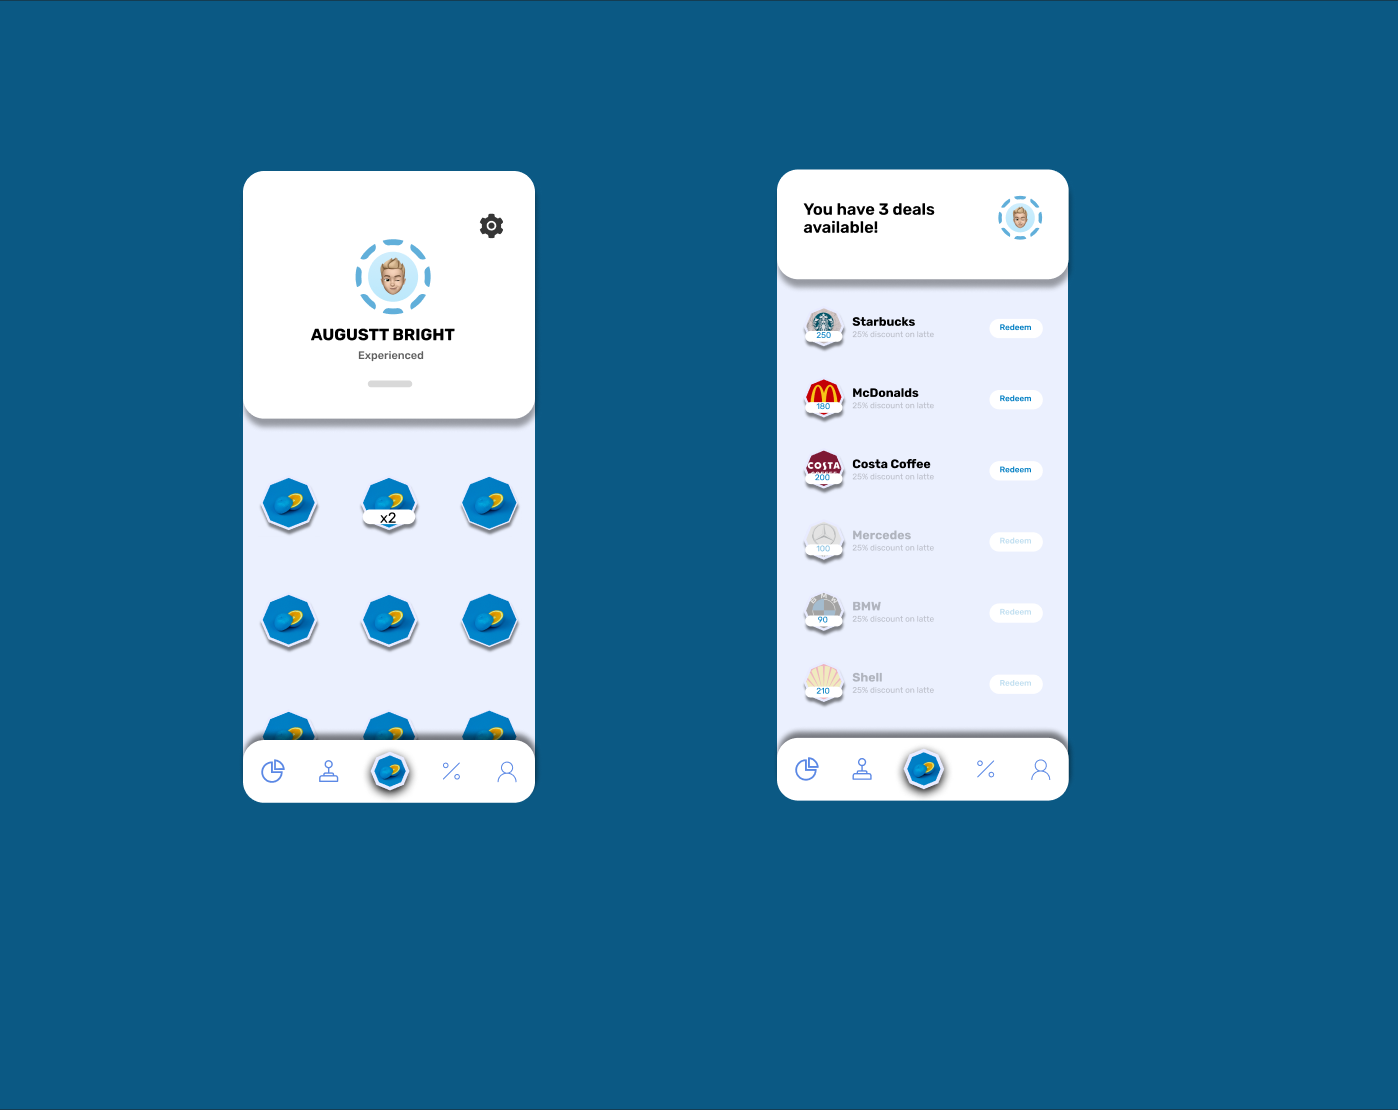 AUGUSTT BRIGHT
Experienced
x2
You have 3 deals
available!
Starbucks
25% discount on latte
250
Redeem
McDonalds
25% discount on latte
180
Redeem
COSTA
Costa Coffee
25% discount on latte
200
Redeem
Mercedes
25% discount on latte
100
Redeem
BMW
BMW
25% discount on latte
90
Redeem
Shell
25% discount on latte
210
Redeem